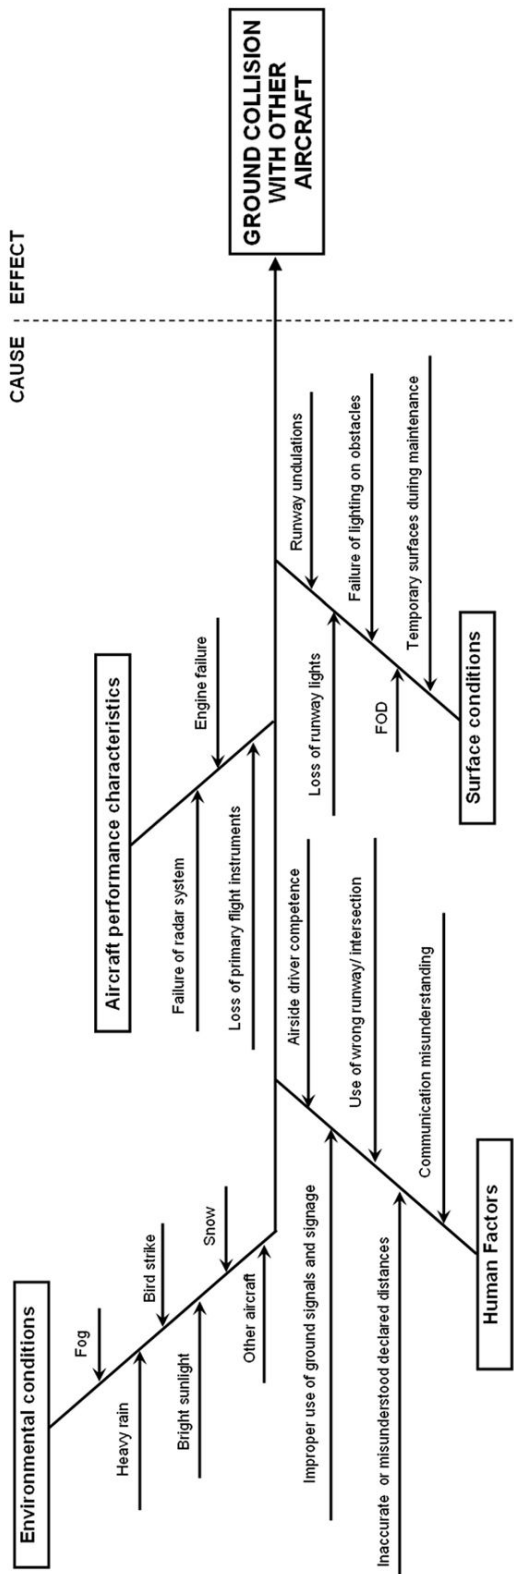 CAUSE
EFFECT
GROUND COLLISION
WITH OTHER
AIRCRAFT
Environmental conditions
Fog
Heavy rain
Bird strike
Bright sunlight
Snow
Other aircraft
Aircraft performance characteristics
Failure of radar system
Engine failure
Loss of primary flight instruments
Airside driver competence
Improper use of ground signals and signage
Use of wrong runway/ intersection
Inaccurate or misunderstood declared distances
Communication misunderstanding
Human Factors
Runway undulations
Loss of runway lights
Failure of lighting on obstacles
FOD
Temporary surfaces during maintenance
Surface conditions